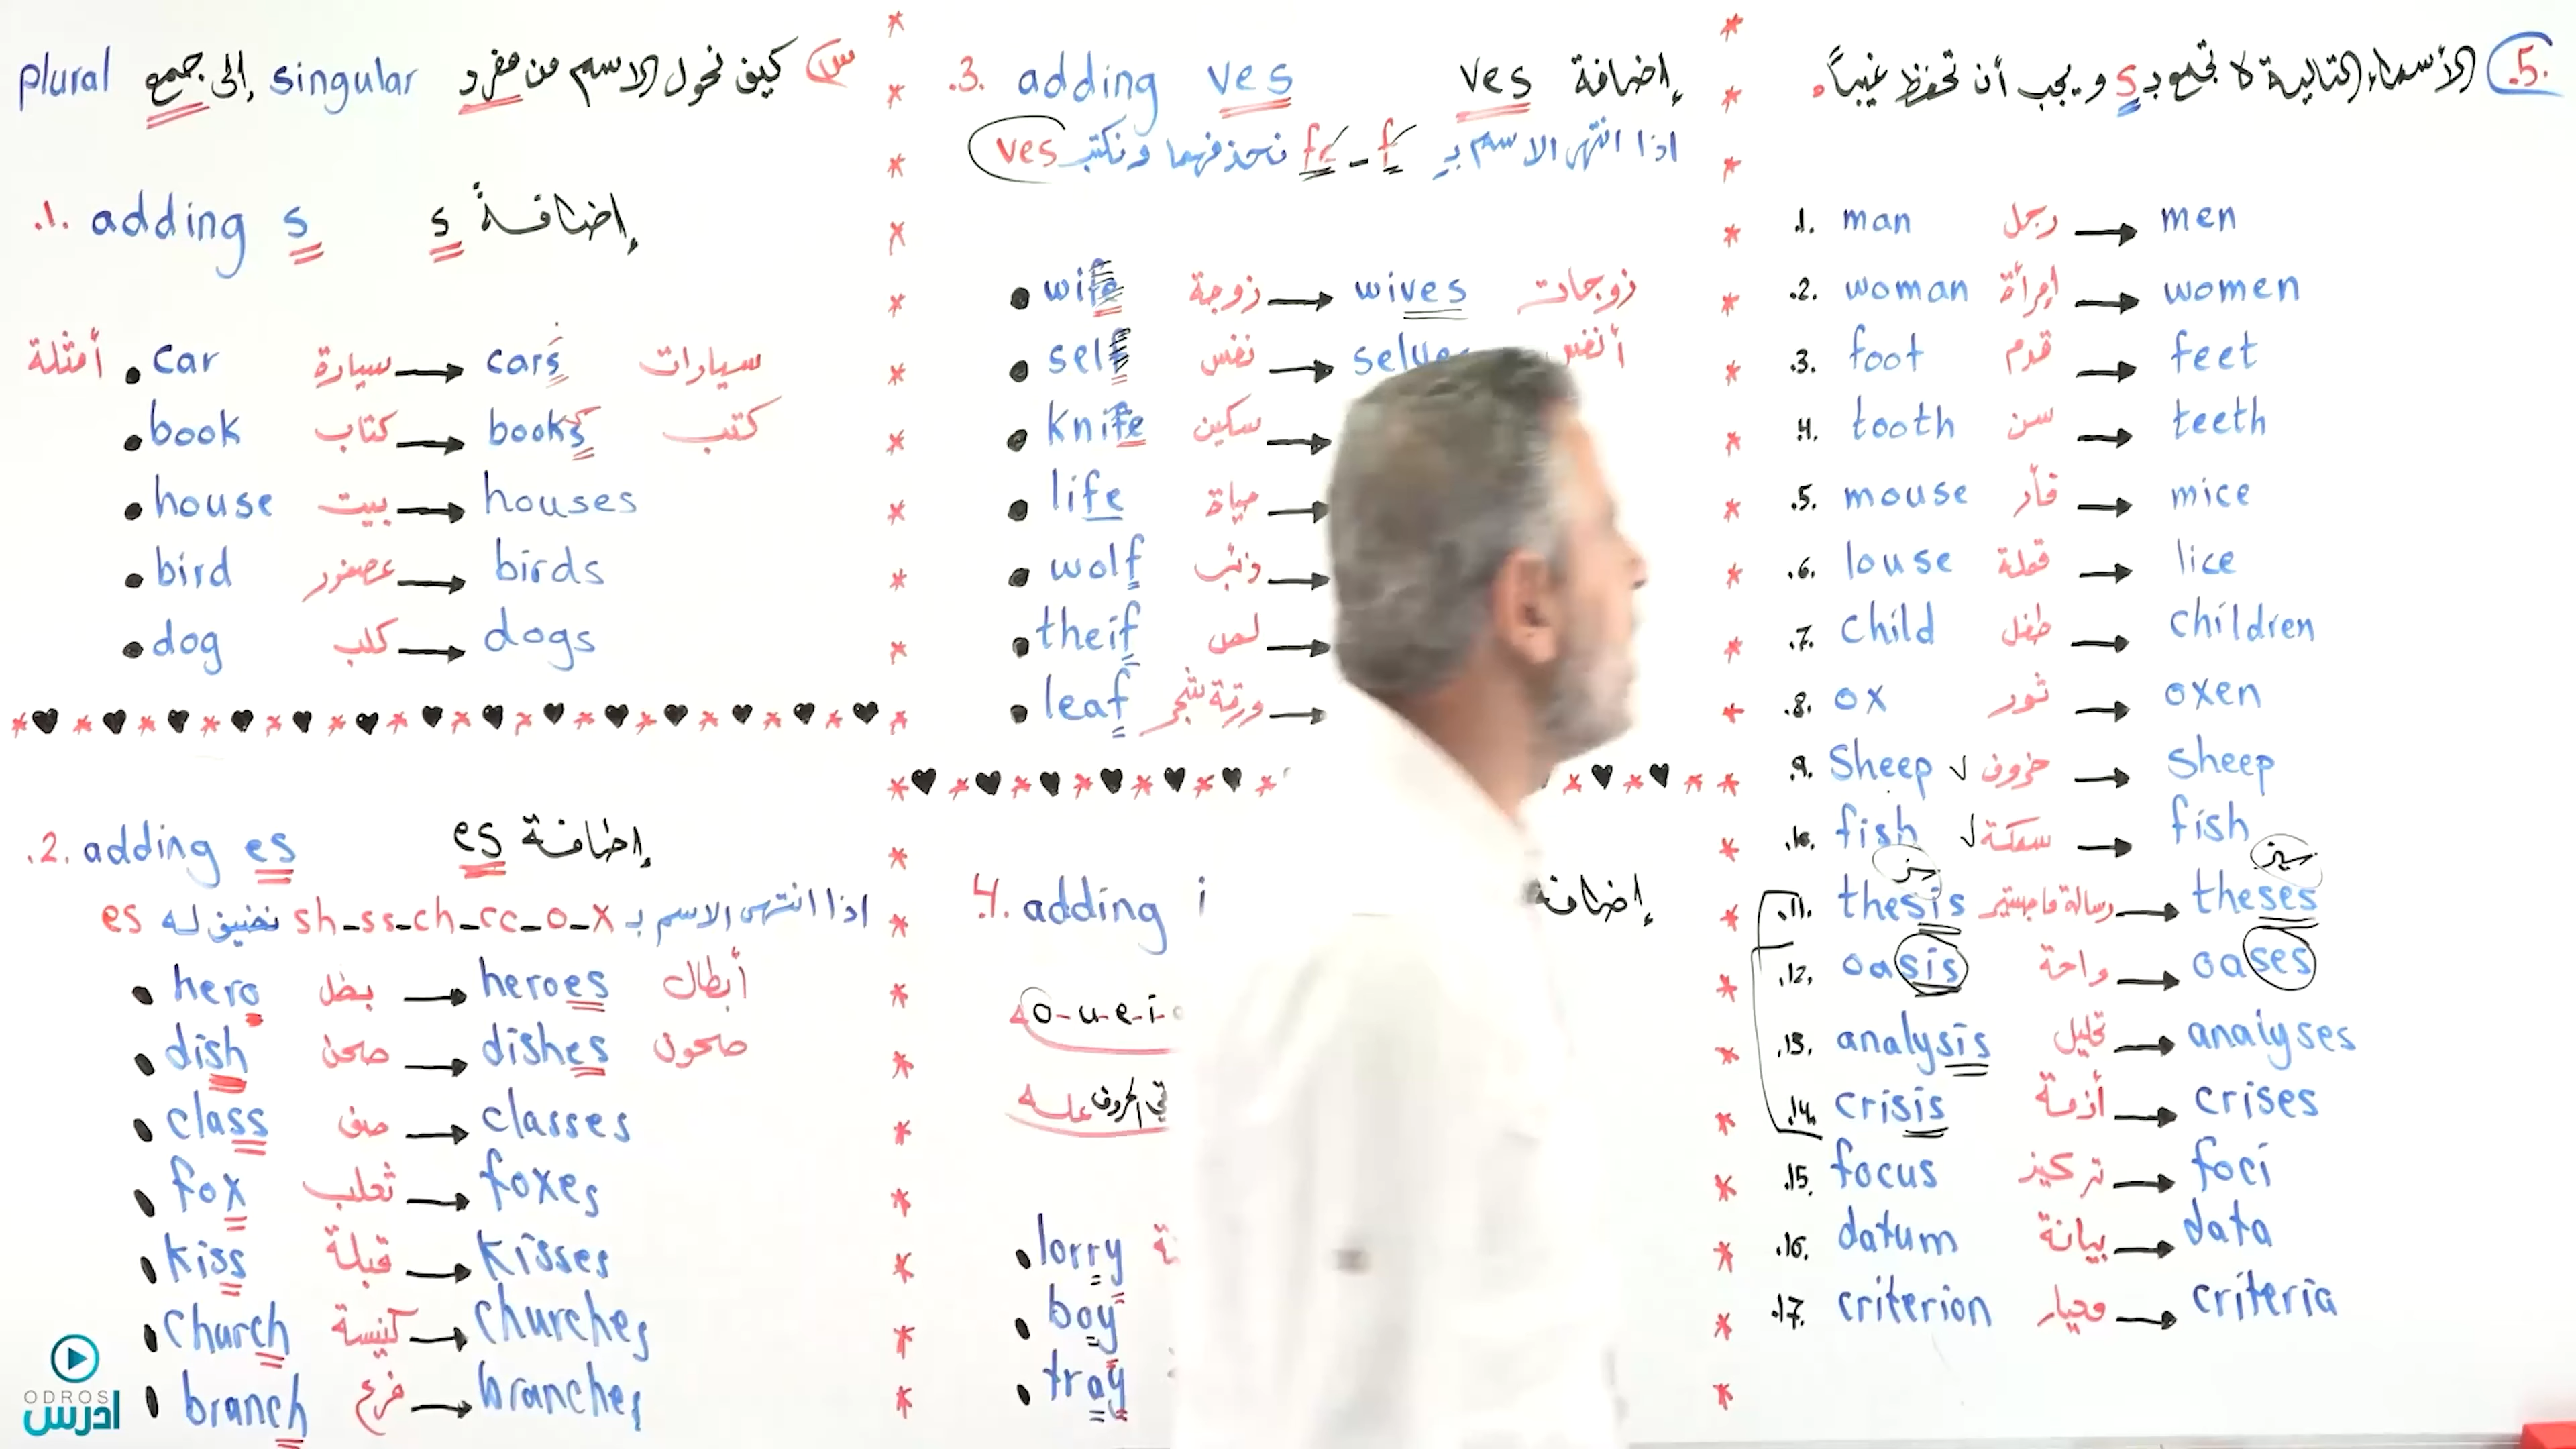 س كيف نحول الاسم من مفرد singular إلى جمع plural
.1. adding s إضافة s
أمثلة
• car سيارة → cars سيارات
• book كتاب → books كتب
• house بيت → houses
• bird عصفور → birds
• dog كلب → dogs
.2. adding es إضافة es
اذا انتهى الاسم بـ sh_ss_ch_cc_o_x نضيف له es
• hero بطل → heroes أبطال
• dish صحن → dishes صحون
• class صف → classes
• fox ثعلب → foxes
• kiss قبلة → kisses
• church كنيسة → churches
• branch فرع → branches
.3. adding ves إضافة ves
اذا انتهى الاسم بـ f - fe نحذفهما ونكتب ves
• wife زوجة → wives زوجات
• self نفس → أنفس
• knife سكين →
• life حياة →
• wolf ذئب →
• theif لص →
• leaf ورقة شجر →
4. adding i إضافة
o-u-e-i
الحروف علـه
• lorry
• boy
• tray
.5. الأسماء التالية لا تجمع بـ s ويجب أن تحفظ غيباً.
.1. man رجل → men
.2. woman إمرأة → women
.3. foot قدم → feet
.4. tooth سن → teeth
.5. mouse فأر → mice
.6. louse قملة → lice
.7. child طفل → children
.8. ox ثور → oxen
.9. sheep خروف → sheep
.10. fish سمكة → fish
.11. thesis رسالة ماجستير → theses
.12. oasis واحة → oases
.13. analysis تحليل → analyses
.14. crisis أزمة → crises
.15. focus تركيز → foci
.16. datum بيانة → data
.17. criterion معيار → criteria
ODROS
ادرس